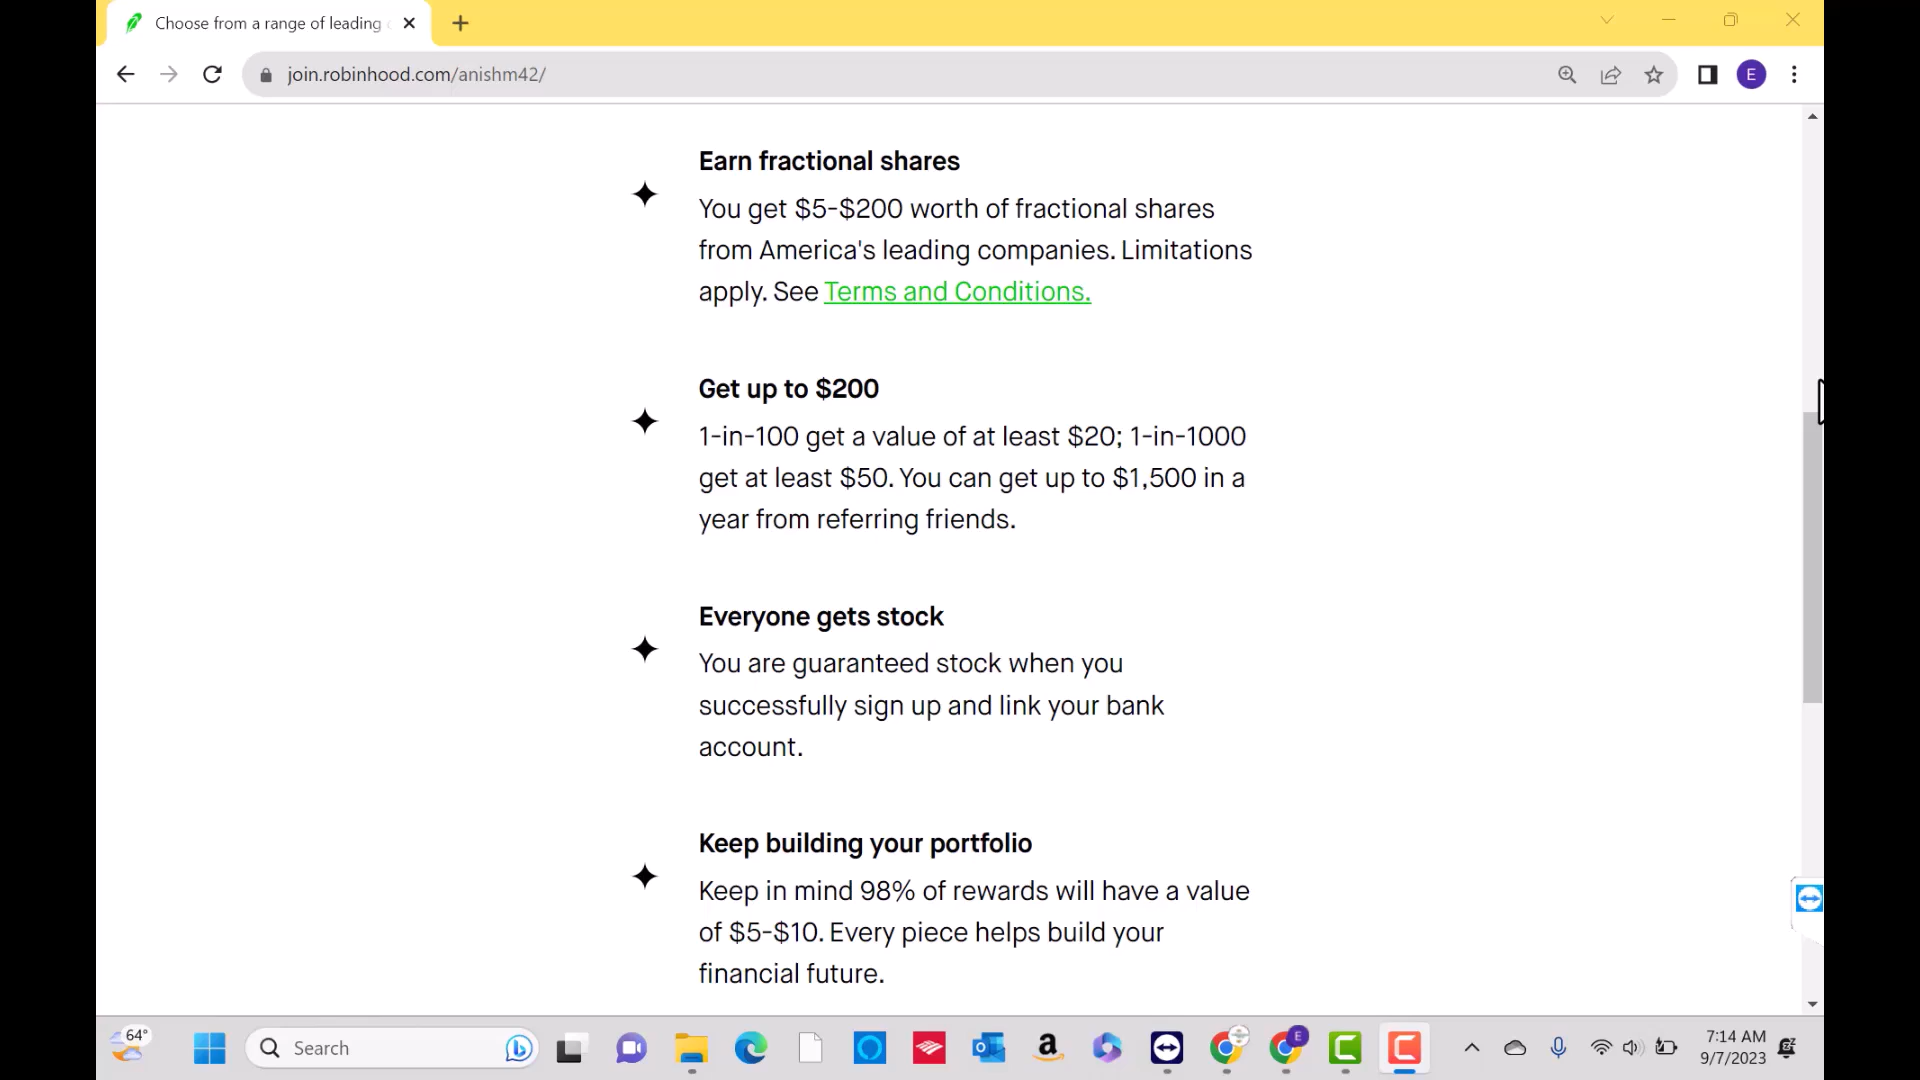 Choose from a range of leading
join.robinhood.com/anishm42/
E
Earn fractional shares
You get $5-$200 worth of fractional shares
from America's leading companies. Limitations
apply. See Terms and Conditions.
Get up to $200
1-in-100 get a value of at least $20; 1-in-1000
get at least $50. You can get up to $1,500 in a
year from referring friends.
Everyone gets stock
You are guaranteed stock when you
successfully sign up and link your bank
account.
Keep building your portfolio
Keep in mind 98% of rewards will have a value
of $5-$10. Every piece helps build your
financial future.
64°
Search
7:14 AM
9/7/2023